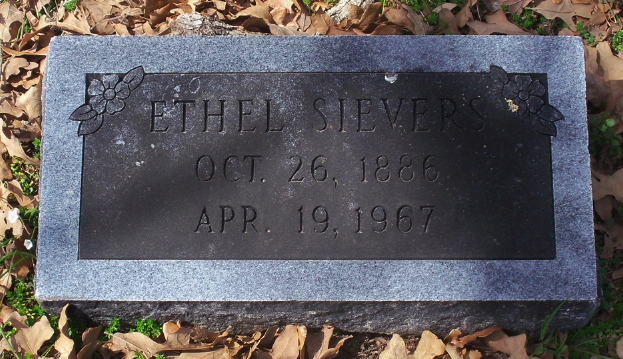 ETHEL SIEVERS
OCT. 26, 1886
APR. 19, 1967